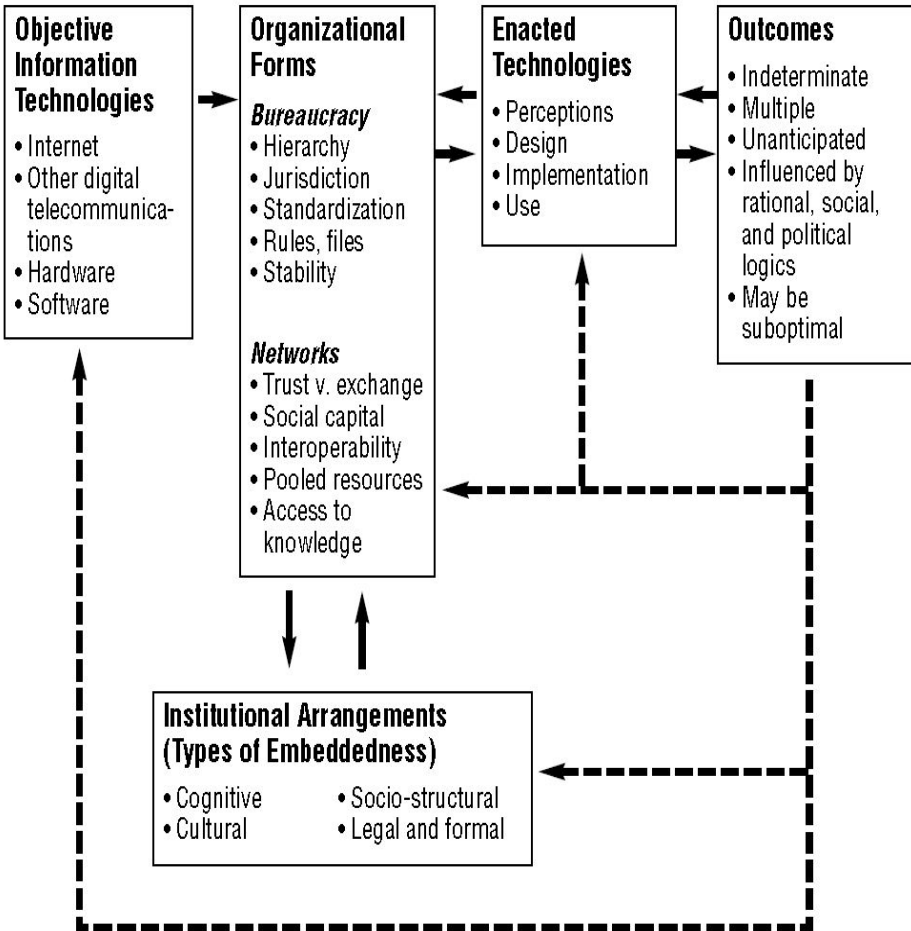 Objective
Information
Technologies
• Internet
• Other digital
telecommunica-
tions
• Hardware
• Software
Organizational
Forms
Bureaucracy
• Hierarchy
• Jurisdiction
• Standardization
• Rules, files
• Stability
Networks
• Trust v. exchange
• Social capital
• Interoperability
• Pooled resources
• Access to
knowledge
Enacted
Technologies
• Perceptions
• Design
• Implementation
• Use
Outcomes
• Indeterminate
• Multiple
• Unanticipated
• Influenced by
rational, social,
and political
logics
• May be
suboptimal
Institutional Arrangements
(Types of Embeddedness)
• Cognitive
• Cultural
• Socio-structural
• Legal and formal